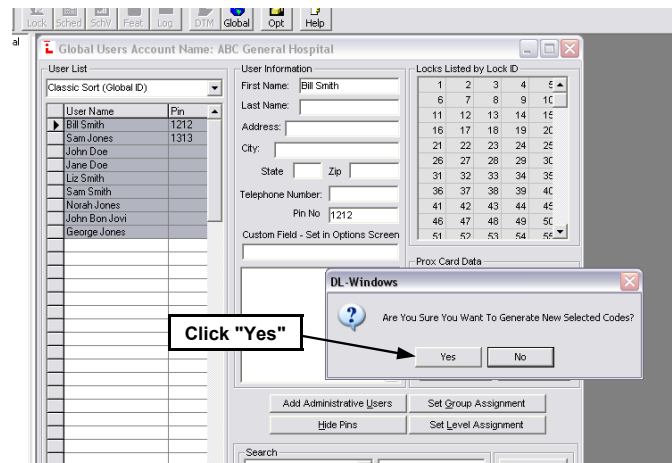 Lock Sched SchV Feat Log DTM Global Opt Help
al
Global Users Account Name: ABC General Hospital
User List
Classic Sort (Global ID)
User Name Pin
Bill Smith 1212
Sam Jones 1313
John Doe
Jane Doe
Liz Smith
Sam Smith
Norah Jones
John Bon Jovi
George Jones
User Information
First Name: Bill Smith
Last Name:
Address:
City:
State Zip
Telephone Number:
Pin No 1212
Custom Field - Set in Options Screen
Locks Listed by Lock ID
1 2 3 4 5
6 7 8 9 10
11 12 13 14 15
16 17 18 19 20
21 22 23 24 25
26 27 28 29 30
31 32 33 34 35
36 37 38 39 40
41 42 43 44 45
46 47 48 49 50
51 52 53 54 55
Prox Card Data
DL-Windows
Are You Sure You Want To Generate New Selected Codes?
Yes No
Click "Yes"
Add Administrative Users Set Group Assignment
Hide Pins Set Level Assignment
Search